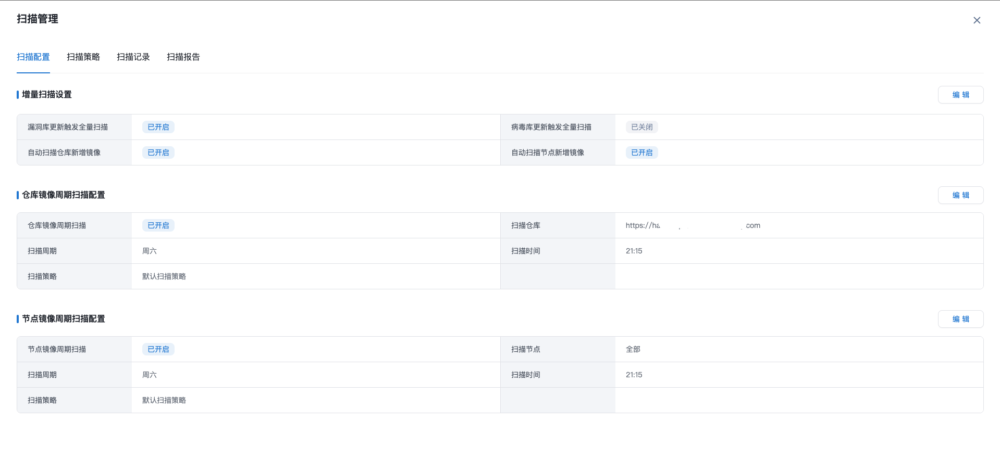 扫描管理
扫描配置 扫描策略 扫描记录 扫描报告
增量扫描设置 编 辑
漏洞库更新触发全量扫描 已开启 病毒库更新触发全量扫描 已关闭
自动扫描仓库新增镜像 已开启 自动扫描节点新增镜像 已开启
仓库镜像周期扫描配置 编 辑
仓库镜像周期扫描 已开启 扫描仓库 https://ha .com
扫描周期 周六 扫描时间 21:15
扫描策略 默认扫描策略
节点镜像周期扫描配置 编 辑
节点镜像周期扫描 已开启 扫描节点 全部
扫描周期 周六 扫描时间 21:15
扫描策略 默认扫描策略